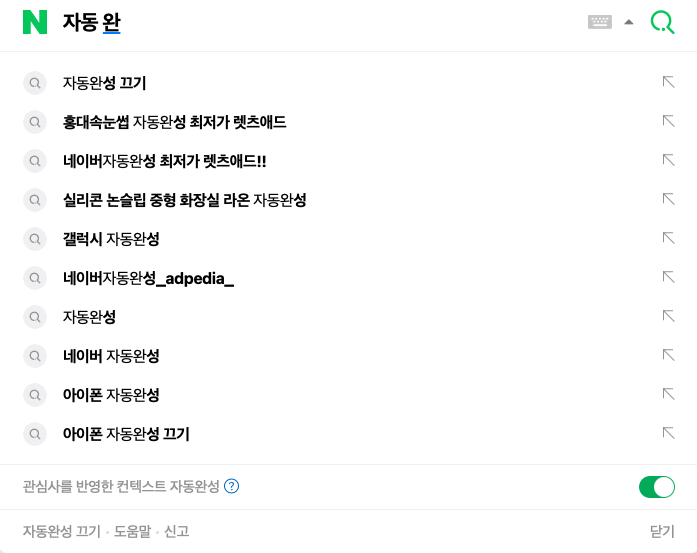 N 자동 완
자동완성 끄기
홍대속눈썹 자동완성 최저가 렛츠애드
네이버자동완성 최저가 렛츠애드!!
실리콘 논슬립 중형 화장실 라온 자동완성
갤럭시 자동완성
네이버자동완성_adpedia_
자동완성
네이버 자동완성
아이폰 자동완성
아이폰 자동완성 끄기
관심사를 반영한 컨텍스트 자동완성 ?
자동완성 끄기 · 도움말 · 신고 닫기